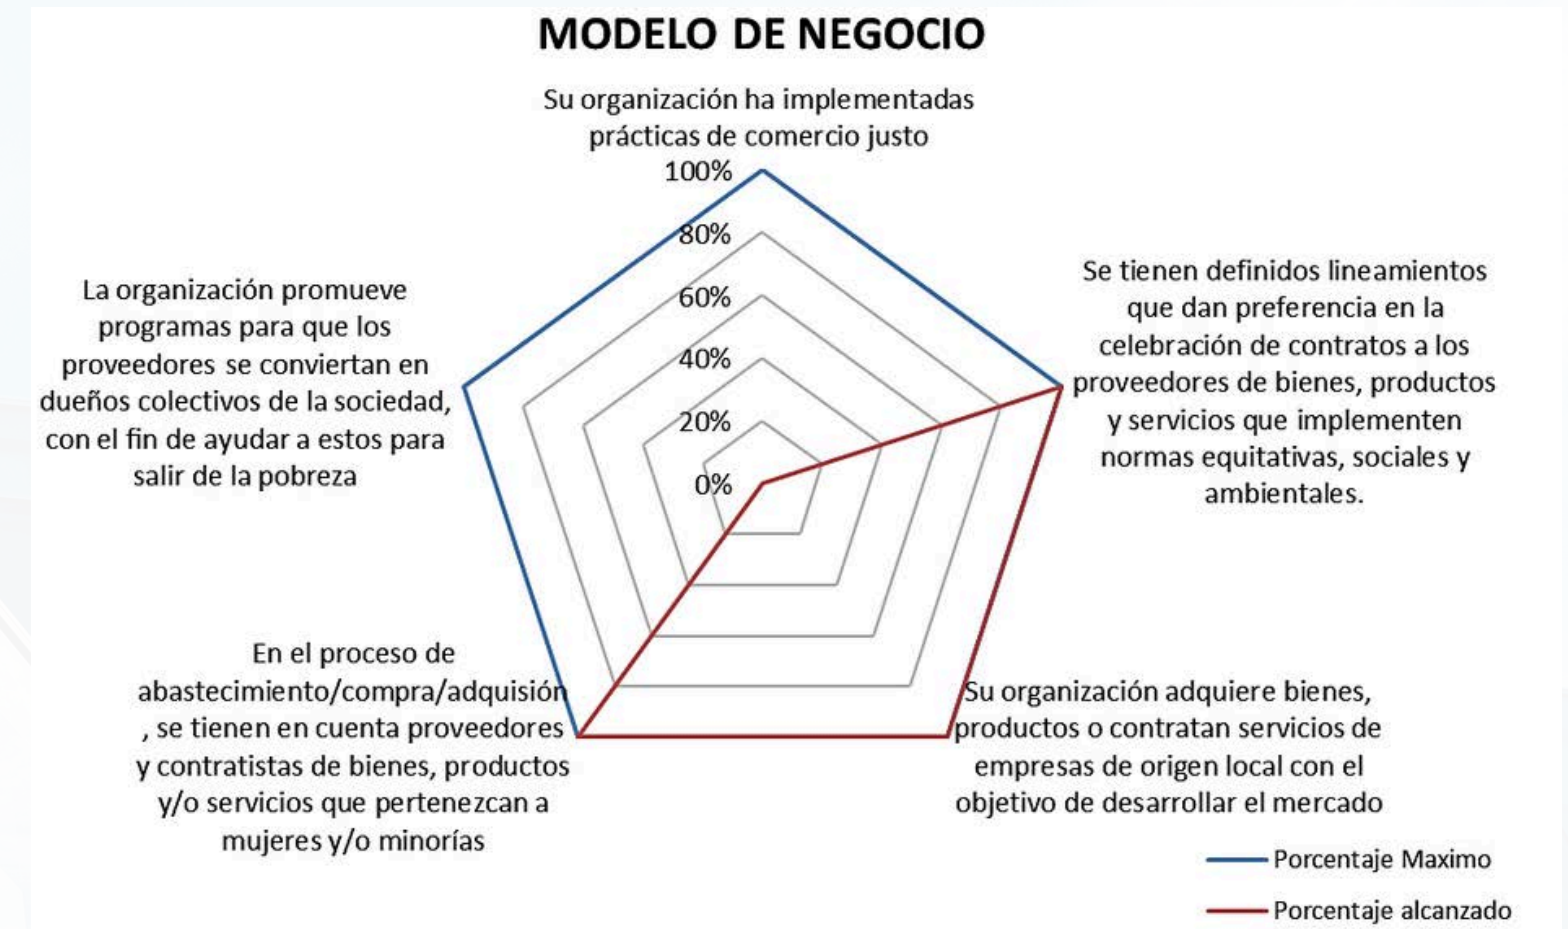 MODELO DE NEGOCIO
Su organización ha implementadas
prácticas de comercio justo
100%
80%
60%
40%
20%
0%
Se tienen definidos lineamientos
que dan preferencia en la
celebración de contratos a los
proveedores de bienes, productos
y servicios que implementen
normas equitativas, sociales y
ambientales.
Su organización adquiere bienes,
productos o contratan servicios de
empresas de origen local con el
objetivo de desarrollar el mercado
En el proceso de
abastecimiento/compra/adquisión
, se tienen en cuenta proveedores
y contratistas de bienes, productos
y/o servicios que pertenezcan a
mujeres y/o minorías
La organización promueve
programas para que los
proveedores se conviertan en
dueños colectivos de la sociedad,
con el fin de ayudar a estos para
salir de la pobreza
Porcentaje Maximo
Porcentaje alcanzado